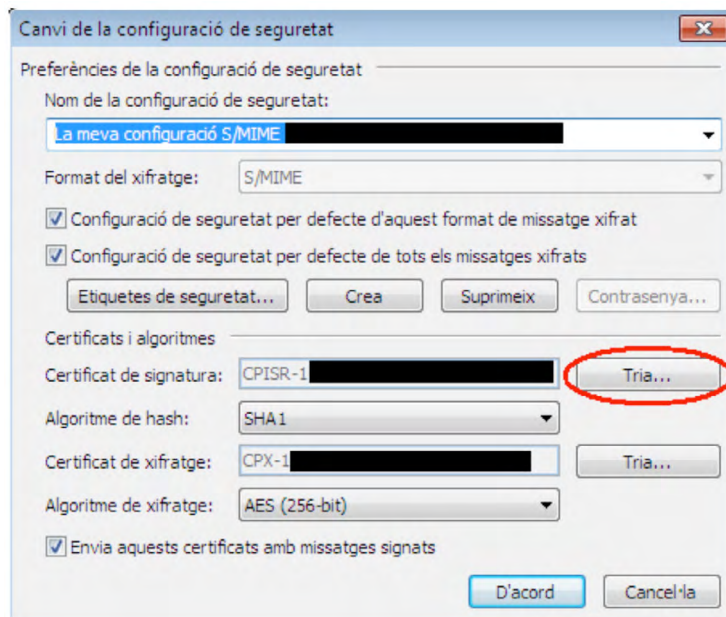 Canvi de la configuració de seguretat
Preferències de la configuració de seguretat
Nom de la configuració de seguretat:
La meva configuració S/MIME
Format del xifratge: S/MIME
Configuració de seguretat per defecte d'aquest format de missatge xifrat
Configuració de seguretat per defecte de tots els missatges xifrats
Etiquetes de seguretat... Crea Suprimeix Contrasenya...
Certificats i algoritmes
Certificat de signatura: CPISR-1 Tria...
Algoritme de hash: SHA1
Certificat de xifratge: CPX-1 Tria...
Algoritme de xifratge: AES (256-bit)
Envia aquests certificats amb missatges signats
D'acord Cancel·la